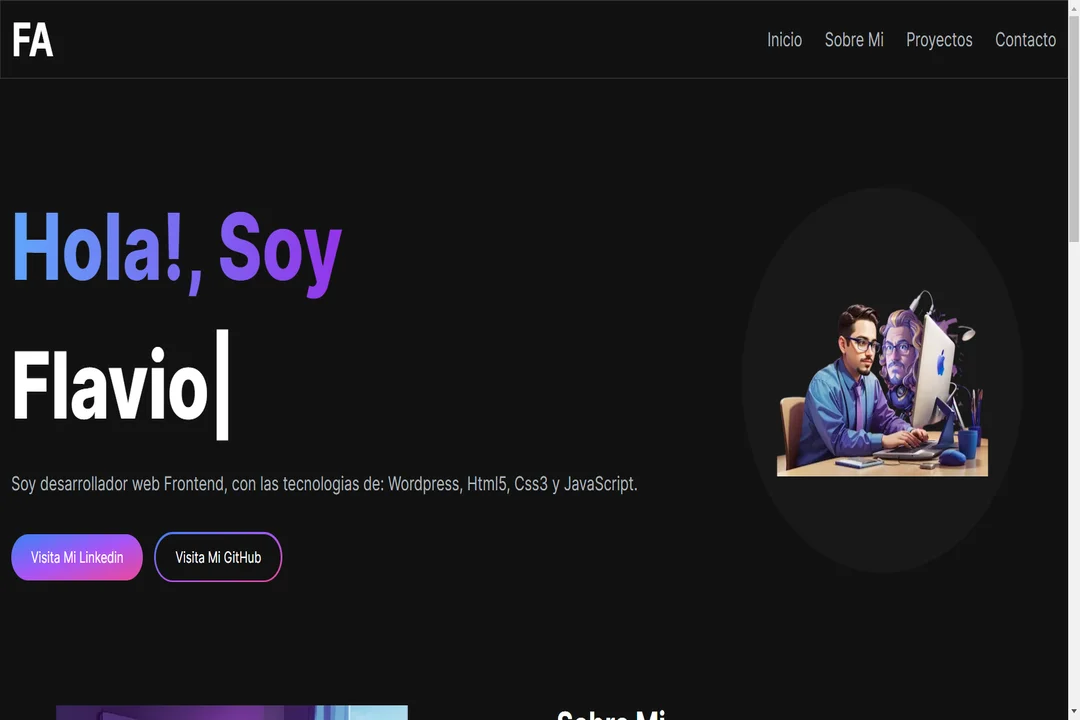 FA
Inicio Sobre Mi Proyectos Contacto
Hola!, Soy
Flavio
Soy desarrollador web Frontend, con las tecnologias de: Wordpress, Html5, Css3 y JavaScript.
Visita Mi Linkedin Visita Mi GitHub
Sobre Mi